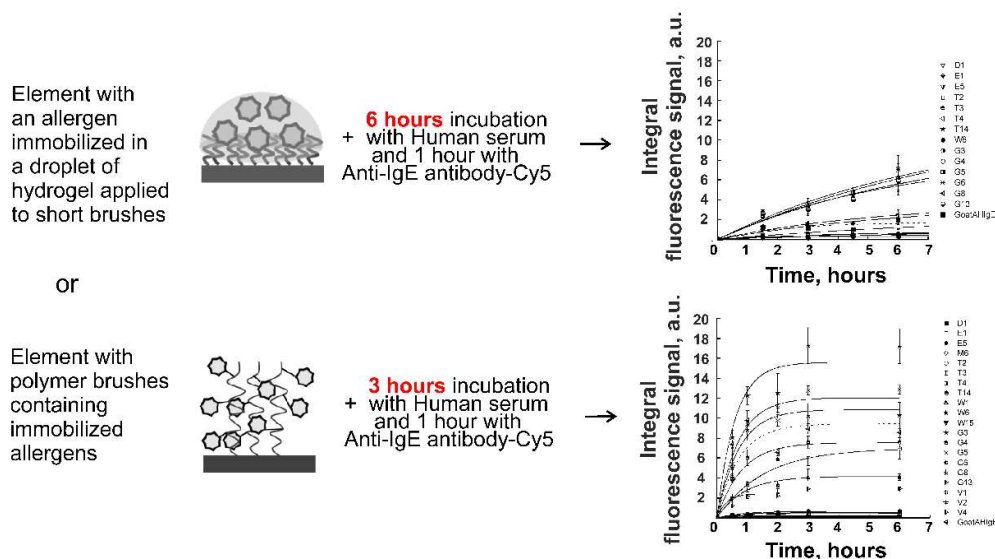 Element with
an allergen
immobilized in
a droplet of
hydrogel applied
to short brushes
6 hours incubation
+ with Human serum
and 1 hour with
Anti-IgE antibody-Cy5
Integral
fluorescence signal, a.u.
20
18
16
14
12
10
8
6
4
2
0 1 2 3 4 5 6 7
Time, hours
D1
E1
E5
T2
T3
T4
T14
W6
G3
G4
G5
G6
G8
or
Element with
polymer brushes
containing
immobilized
allergens
3 hours incubation
+ with Human serum
and 1 hour with
Anti-IgE antibody-Cy5
Integral
fluorescence signal, a.u.
20
18
16
14
12
10
8
6
4
2
0 1 2 3 4 5 6 7
Time, hours
D1
E1
E5
M6
T2
T3
T4
T14
W1
W6
W15
G3
G4
G5
V1
V2
V4